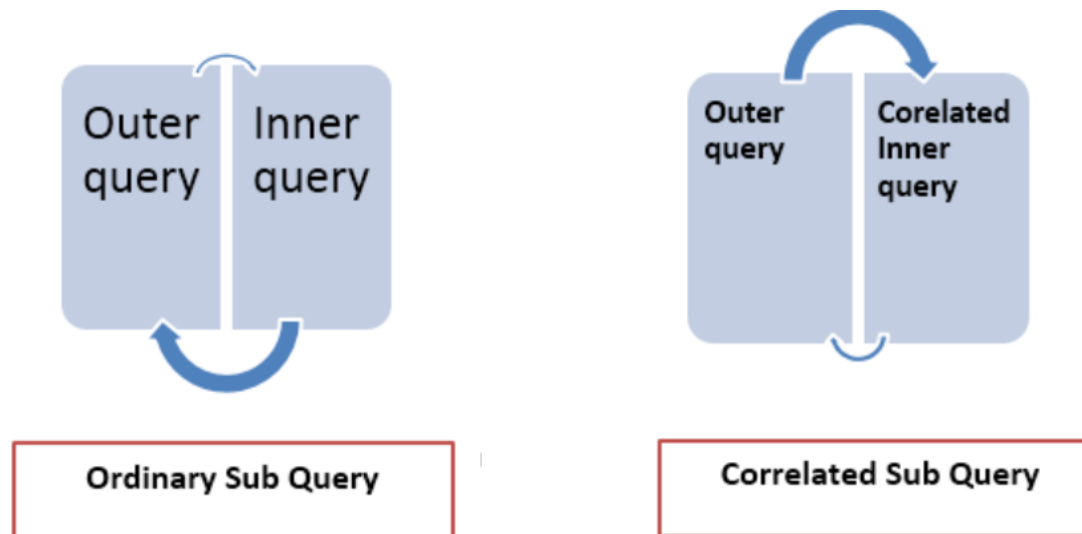 Outer
query
Inner
query
Ordinary Sub Query
Outer
query
Corelated
Inner
query
Correlated Sub Query